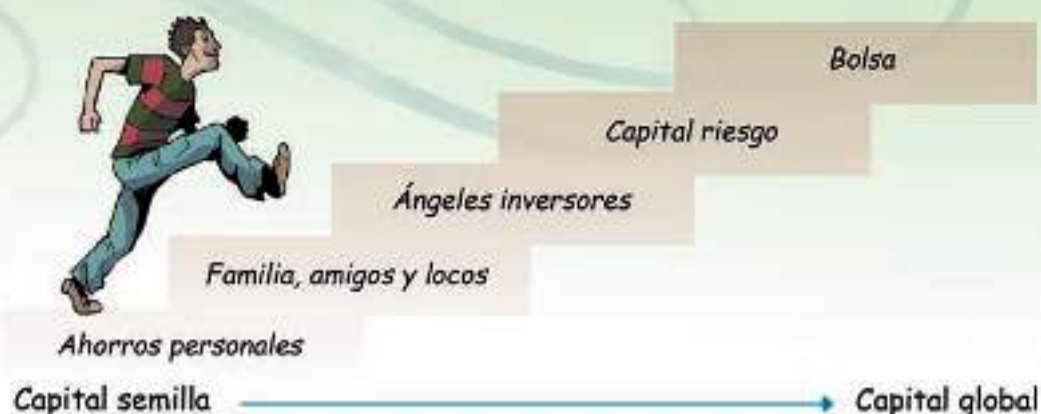 Bolsa
Capital riesgo
Ángeles inversores
Familia, amigos y locos
Ahorros personales
Capital semilla
Capital global